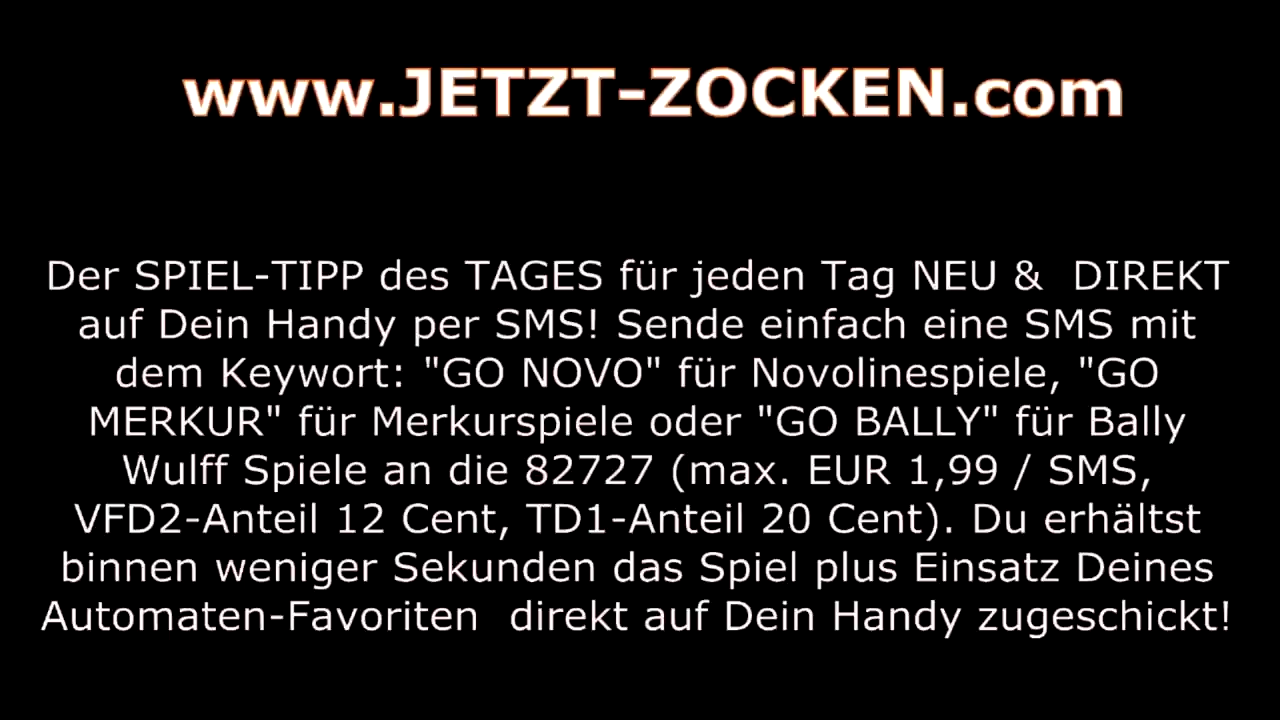 www.JETZT-ZOCKEN.com
Der SPIEL-TIPP des TAGES für jeden Tag NEU &  DIREKT
auf Dein Handy per SMS! Sende einfach eine SMS mit
dem Keywort: "GO NOVO" für Novolinespiele, "GO
MERKUR" für Merkurspiele oder "GO BALLY" für Bally
Wulff Spiele an die 82727 (max. EUR 1,99 / SMS,
VFD2-Anteil 12 Cent, TD1-Anteil 20 Cent). Du erhältst
binnen weniger Sekunden das Spiel plus Einsatz Deines
Automaten-Favoriten  direkt auf Dein Handy zugeschickt!